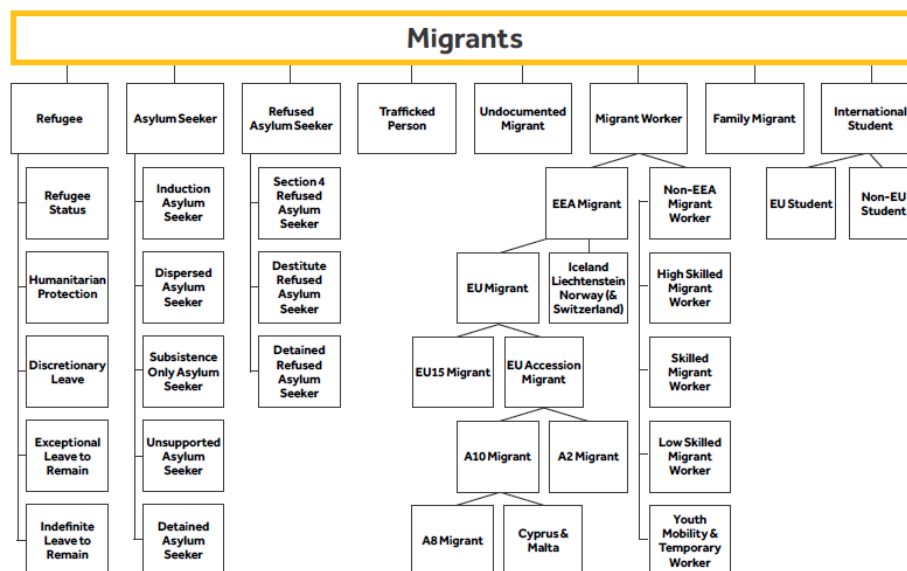 Migrants
Refugee
Asylum Seeker
Refused
Asylum Seeker
Trafficked
Person
Undocumented
Migrant
Migrant Worker
Family Migrant
International
Student
Refugee
Status
Induction
Asylum
Seeker
Section 4
Refused
Asylum
Seeker
EEA Migrant
Non-EEA
Migrant
Worker
EU Student
Non-EU
Student
Humanitarian
Protection
Dispersed
Asylum
Seeker
Destitute
Refused
Asylum
Seeker
EU Migrant
Iceland
Liechtenstein
Norway (&
Switzerland)
High Skilled
Migrant
Worker
Discretionary
Leave
Subsistence
Only Asylum
Seeker
Detained
Refused
Asylum
Seeker
EU15 Migrant
EU Accession
Migrant
Skilled
Migrant
Worker
Exceptional
Leave to
Remain
Unsupported
Asylum
Seeker
A10 Migrant
A2 Migrant
Low Skilled
Migrant
Worker
Indefinite
Leave to
Remain
Detained
Asylum
Seeker
A8 Migrant
Cyprus &
Malta
Youth
Mobility &
Temporary
Worker